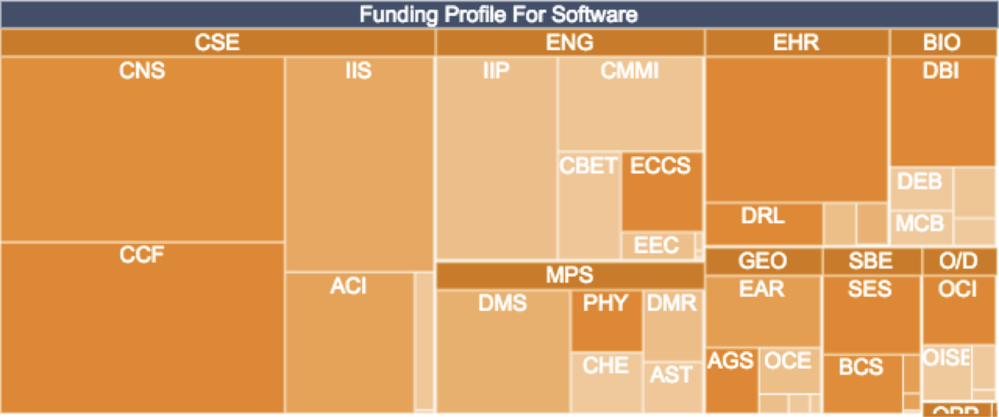 Funding Profile For Software
CSE
ENG
EHR
BIO
CNS
IIS
IIP
CMMI
DBI
CBET
ECCS
DEB
DRL
MCB
EEC
CCF
GEO
SBE
O/D
MPS
ACI
EAR
SES
OCI
DMS
PHY
DMR
AGS
OCE
OISE
CHE
BCS
AST